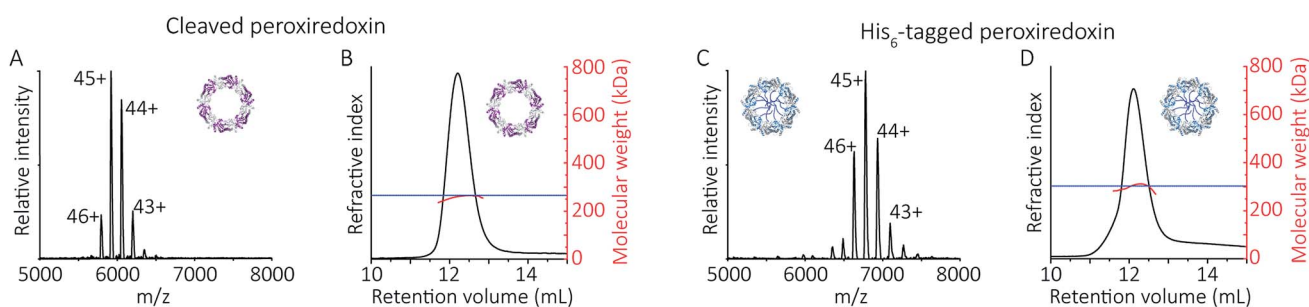 Cleaved peroxiredoxin
His6-tagged peroxiredoxin
A
Relative intensity
45+
44+
46+
43+
5000 6000 7000 8000
m/z
B
Refractive index
800
600
400
200
0
Molecular weight (kDa)
10 12 14
Retention volume (mL)
C
Relative intensity
45+
44+
46+
43+
5000 6000 7000 8000
m/z
D
Refractive index
800
600
400
200
0
Molecular weight (kDa)
10 12 14
Retention volume (mL)